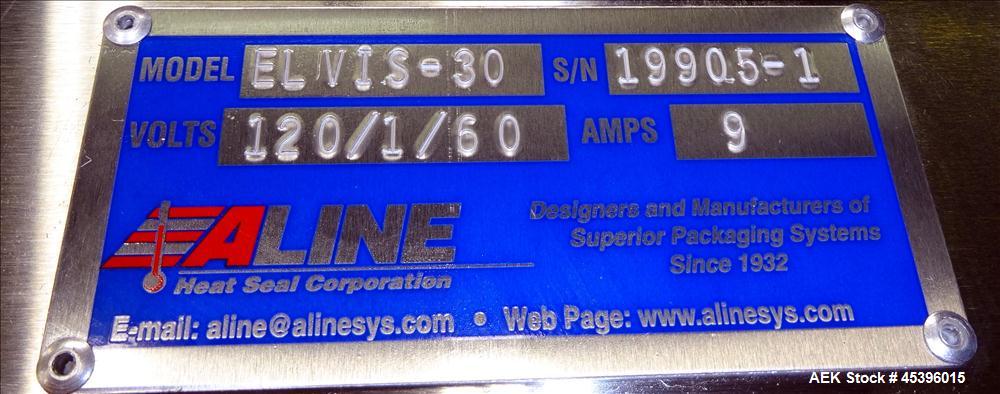 MODEL ELVIS-30 S/N 19905-1
VOLTS 120/1/60 AMPS 9
ALINE
Heat Seal Corporation
Designers and Manufacturers of
Superior Packaging Systems
Since 1932
E-mail: aline@alinesys.com • Web Page: www.alinesys.com
AEK Stock # 45396015